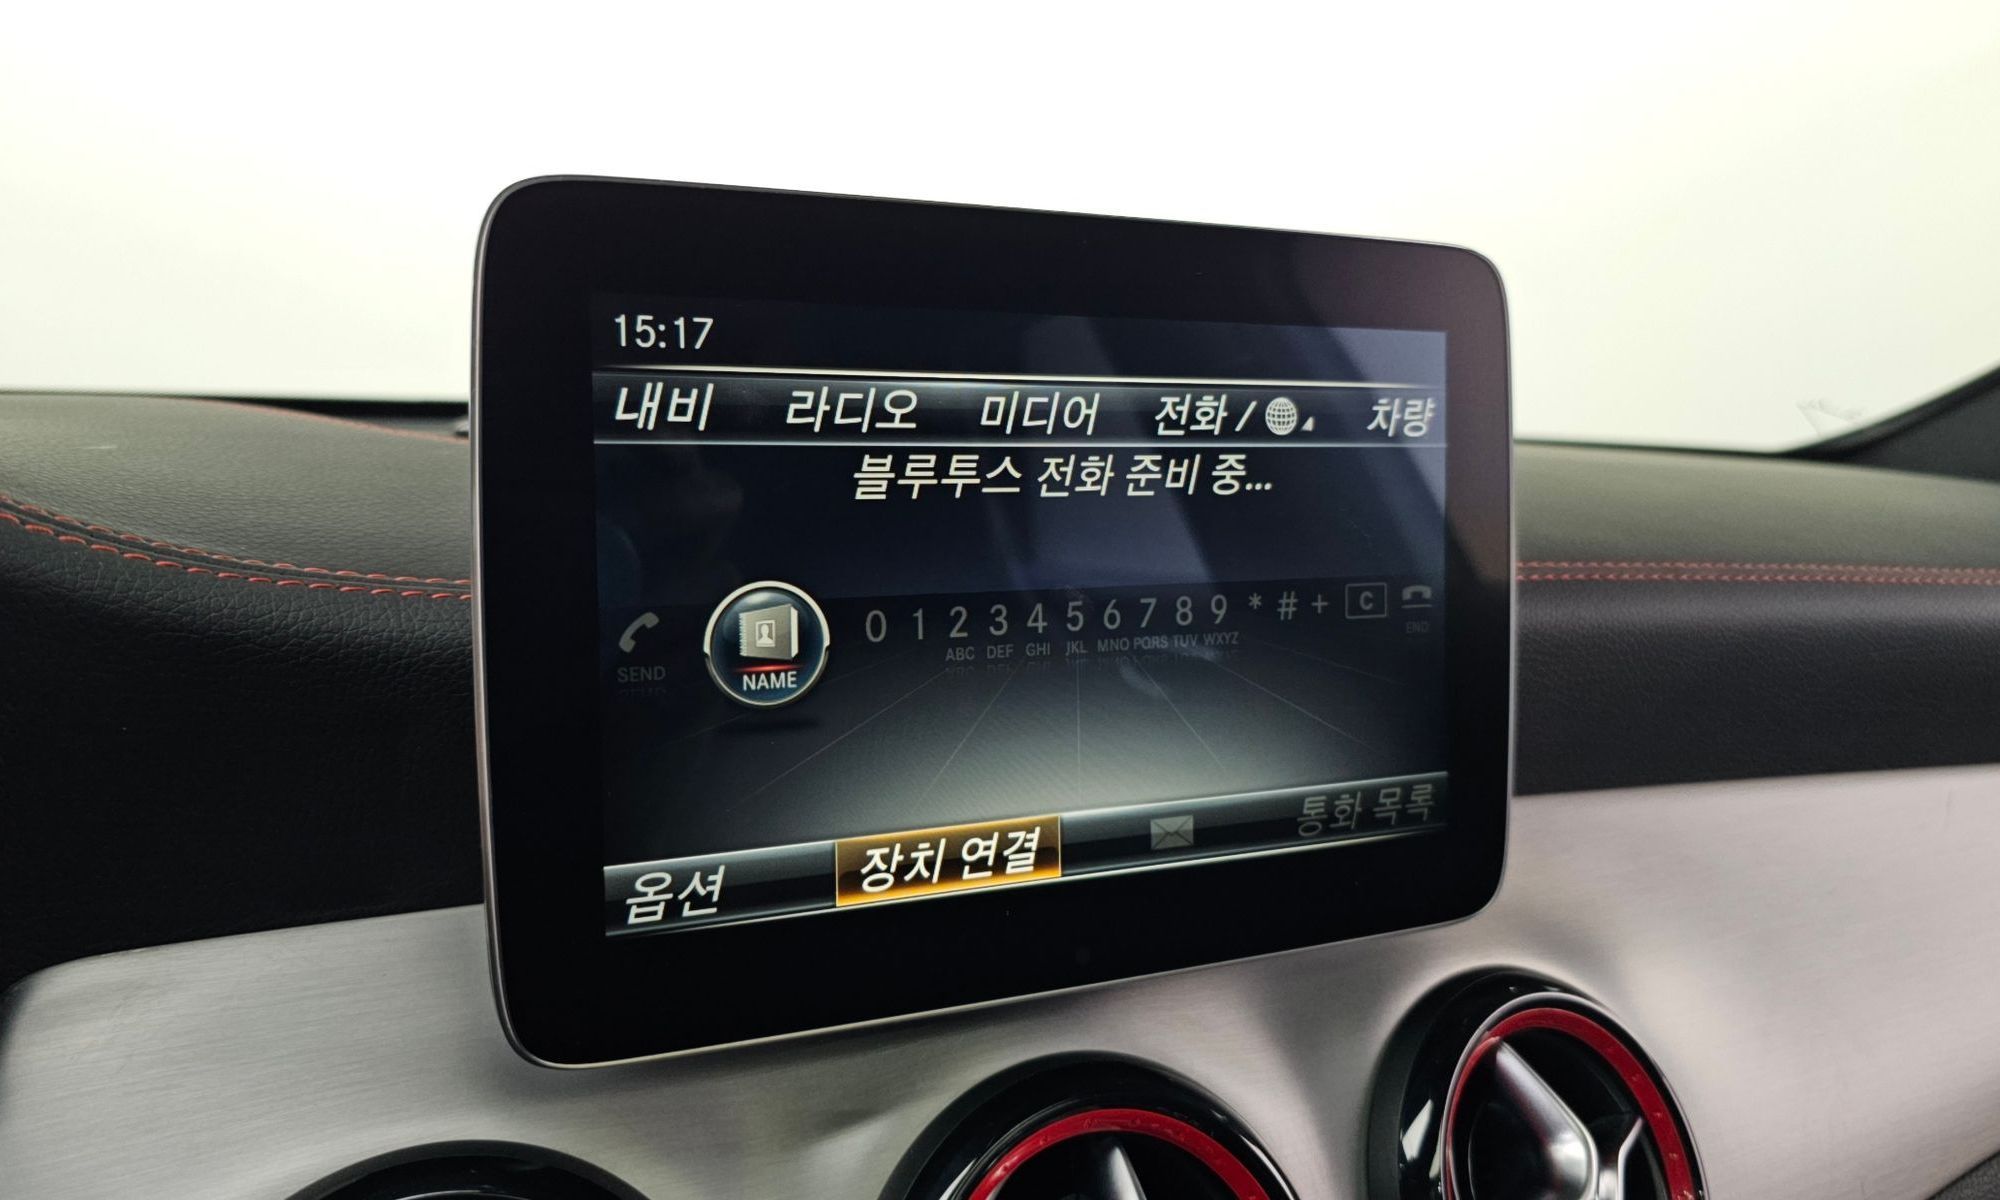 15:17
내비 라디오 미디어 전화 / 차량
블루투스 전화 준비 중...
0 1 2 3 4 5 6 7 8 9 * # + C
ABC DEF GHI JKL MNO PQRS TUV WXYZ END
SEND NAME
옵션 장치 연결 통화 목록